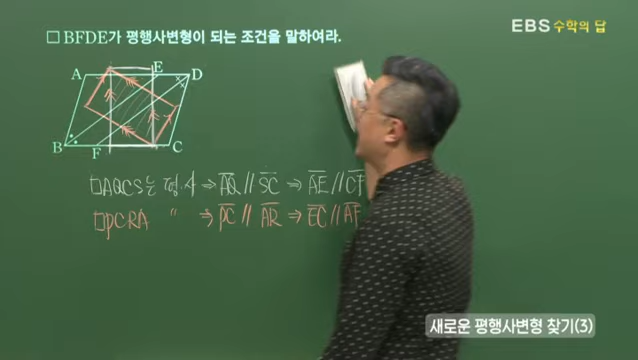 EBS 수학의 답
□ BFDE가 평행사변형이 되는 조건을 말하여라.
A E D
B F C
□AQCS는 평.사 ⇒ AQ // SC ⇒ AE // CF
□PCRA 〃 ⇒ PC // AR ⇒ EC // AF
새로운 평행사변형 찾기(3)